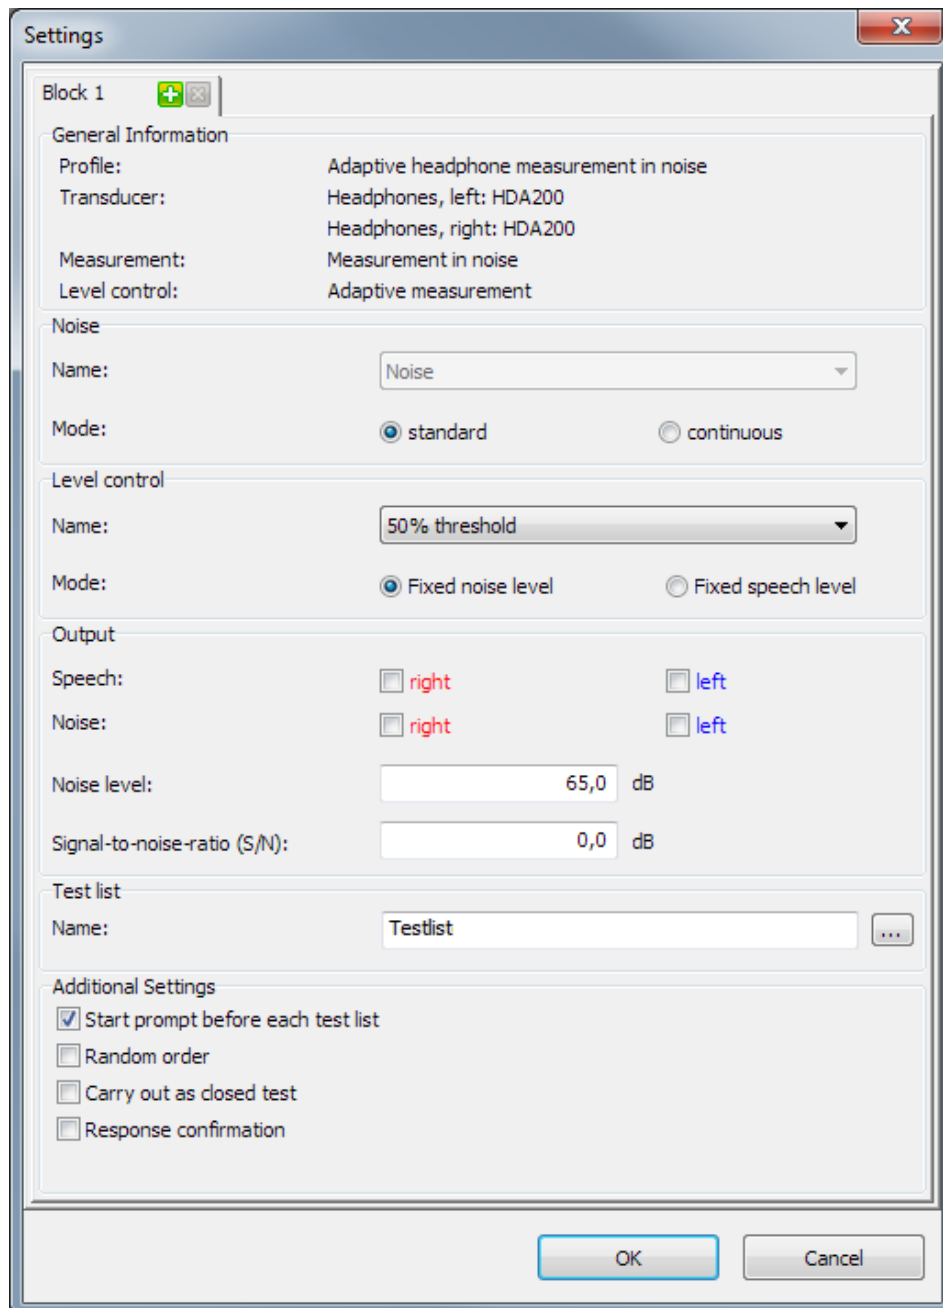 Settings
Block 1
General Information
Profile: Adaptive headphone measurement in noise
Transducer: Headphones, left: HDA200
Headphones, right: HDA200
Measurement: Measurement in noise
Level control: Adaptive measurement
Noise
Name: Noise
Mode: standard continuous
Level control
Name: 50% threshold
Mode: Fixed noise level Fixed speech level
Output
Speech: right left
Noise: right left
Noise level: 65,0 dB
Signal-to-noise-ratio (S/N): 0,0 dB
Test list
Name: Testlist ...
Additional Settings
Start prompt before each test list
Random order
Carry out as closed test
Response confirmation
OK Cancel